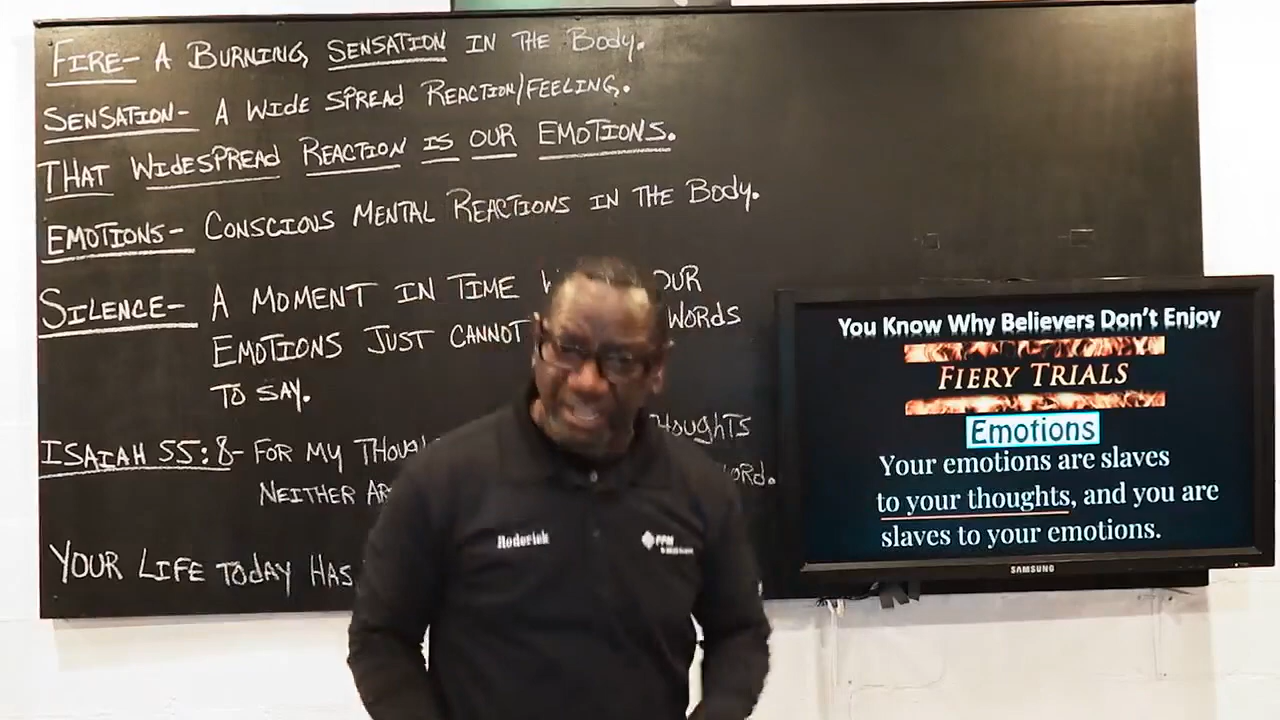 FIRE- A BURNING SENSATION IN THE BODY.
SENSATION- A WIDE SPREAD REACTION/FEELING.
THAT WIDESPREAD REACTION IS OUR EMOTIONS.
EMOTIONS- CONSCIOUS MENTAL REACTIONS IN THE BODY.
SILENCE- A MOMENT IN TIME OUR
EMOTIONS JUST CANNOT WORDS
TO SAY.
ISAIAH 55:8- FOR MY
NEITHER
YOUR LIFE TODAY HAS
You Know Why Believers Don't Enjoy
FIERY TRIALS
Emotions
Your emotions are slaves
to your thoughts, and you are
slaves to your emotions.
SAMSUNG
Roderick
PPM